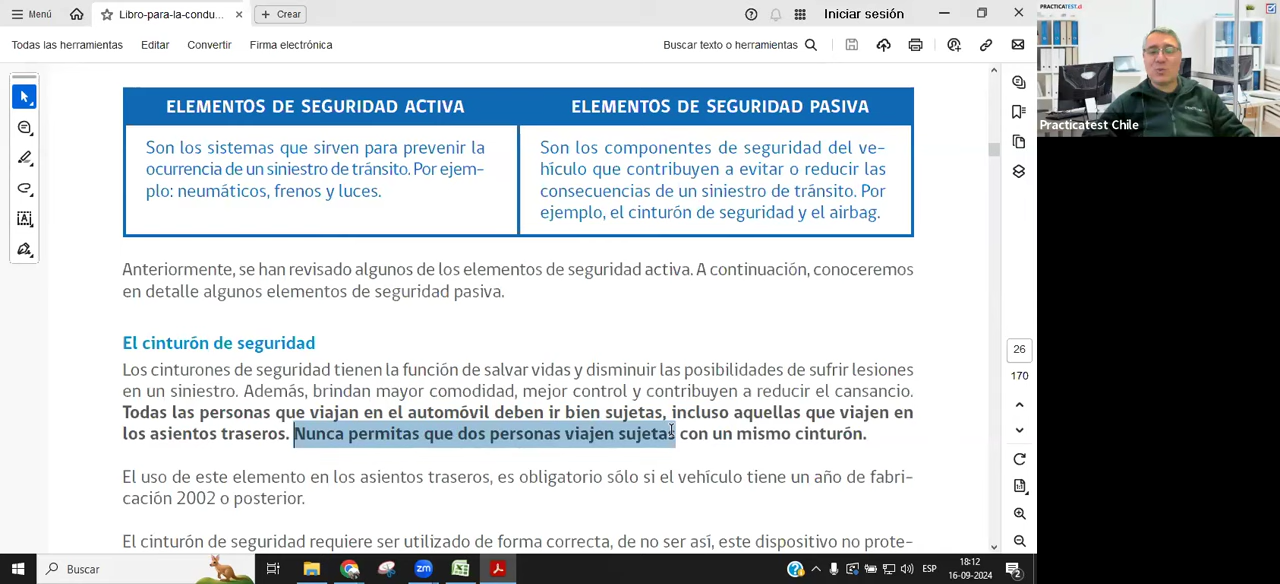 Menú
Libro-para-la-condu...
Crear
Iniciar sesión
Todas las herramientas
Editar
Convertir
Firma electrónica
Buscar texto o herramientas
PRACTICATEST.cl
Practicatest Chile
ELEMENTOS DE SEGURIDAD ACTIVA
Son los sistemas que sirven para prevenir la
ocurrencia de un siniestro de tránsito. Por ejem-
plo: neumáticos, frenos y luces.
ELEMENTOS DE SEGURIDAD PASIVA
Son los componentes de seguridad del ve-
hículo que contribuyen a evitar o reducir las
consecuencias de un siniestro de tránsito. Por
ejemplo, el cinturón de seguridad y el airbag.
Anteriormente, se han revisado algunos de los elementos de seguridad activa. A continuación, conoceremos
en detalle algunos elementos de seguridad pasiva.
El cinturón de seguridad
Los cinturones de seguridad tienen la función de salvar vidas y disminuir las posibilidades de sufrir lesiones
en un siniestro. Además, brindan mayor comodidad, mejor control y contribuyen a reducir el cansancio.
Todas las personas que viajan en el automóvil deben ir bien sujetas, incluso aquellas que viajen en
los asientos traseros. Nunca permitas que dos personas viajen sujetas con un mismo cinturón.
El uso de este elemento en los asientos traseros, es obligatorio sólo si el vehículo tiene un año de fabri-
cación 2002 o posterior.
El cinturón de seguridad requiere ser utilizado de forma correcta, de no ser así, este dispositivo no prote-
26
170
Buscar
ESP
18:12
16-09-2024
2